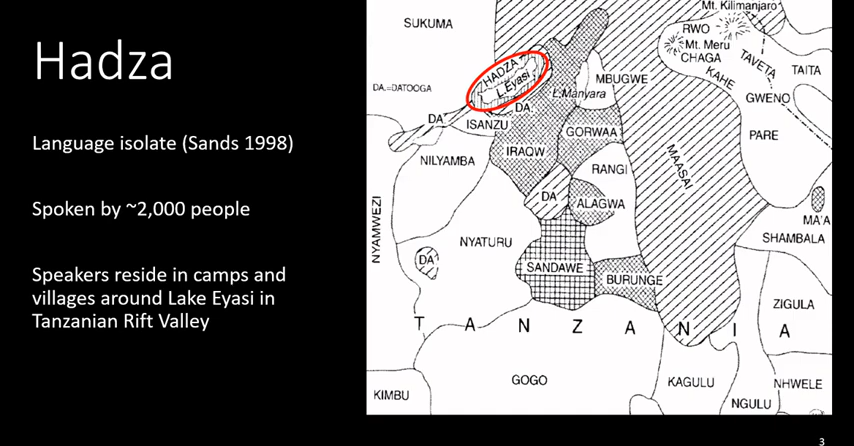 Hadza
Language isolate (Sands 1998)
Spoken by ~2,000 people
Speakers reside in camps and
villages around Lake Eyasi in
Tanzanian Rift Valley
SUKUMA
Mt. Kilimanjaro
RWO
Mt. Meru
CHAGA
TAVETA
TAITA
KAHE
HADZA
L.Eyasi
MBUGWE
DA.=DATOOGA
L.Manyara
GWENO
DA.
DA.
ISANZU
GORWAA
PARE
IRAQW
NILYAMBA
RANGI
MAASAI
DA
ALAGWA
MA'A
NYAMWEZI
NYATURU
SHAMBALA
DA
SANDAWE
BURUNGE
ZIGULA
TANZANIA
GOGO
KAGULU
NHWELE
KIMBU
NGULU
3